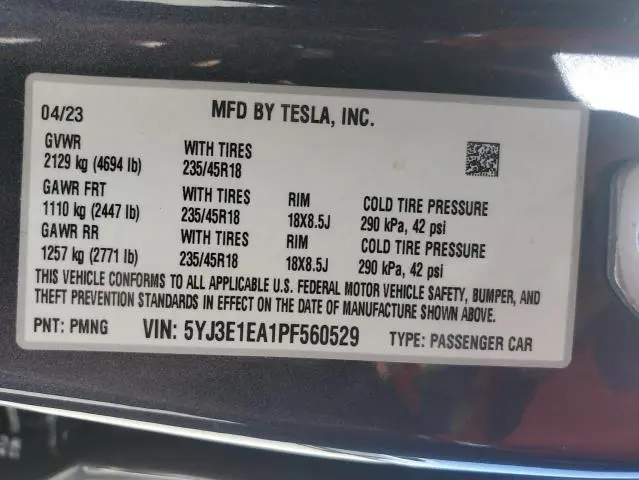 04/23 MFD BY TESLA, INC.
GVWR WITH TIRES
2129 kg (4694 lb) 235/45R18
GAWR FRT WITH TIRES RIM COLD TIRE PRESSURE
1110 kg (2447 lb) 235/45R18 18X8.5J 290 kPa, 42 psi
GAWR RR WITH TIRES RIM COLD TIRE PRESSURE
1257 kg (2771 lb) 235/45R18 18X8.5J 290 kPa, 42 psi
THIS VEHICLE CONFORMS TO ALL APPLICABLE U.S. FEDERAL MOTOR VEHICLE SAFETY, BUMPER, AND
THEFT PREVENTION STANDARDS IN EFFECT ON THE DATE OF MANUFACTURE SHOWN ABOVE.
PNT: PMNG VIN: 5YJ3E1EA1PF560529 TYPE: PASSENGER CAR